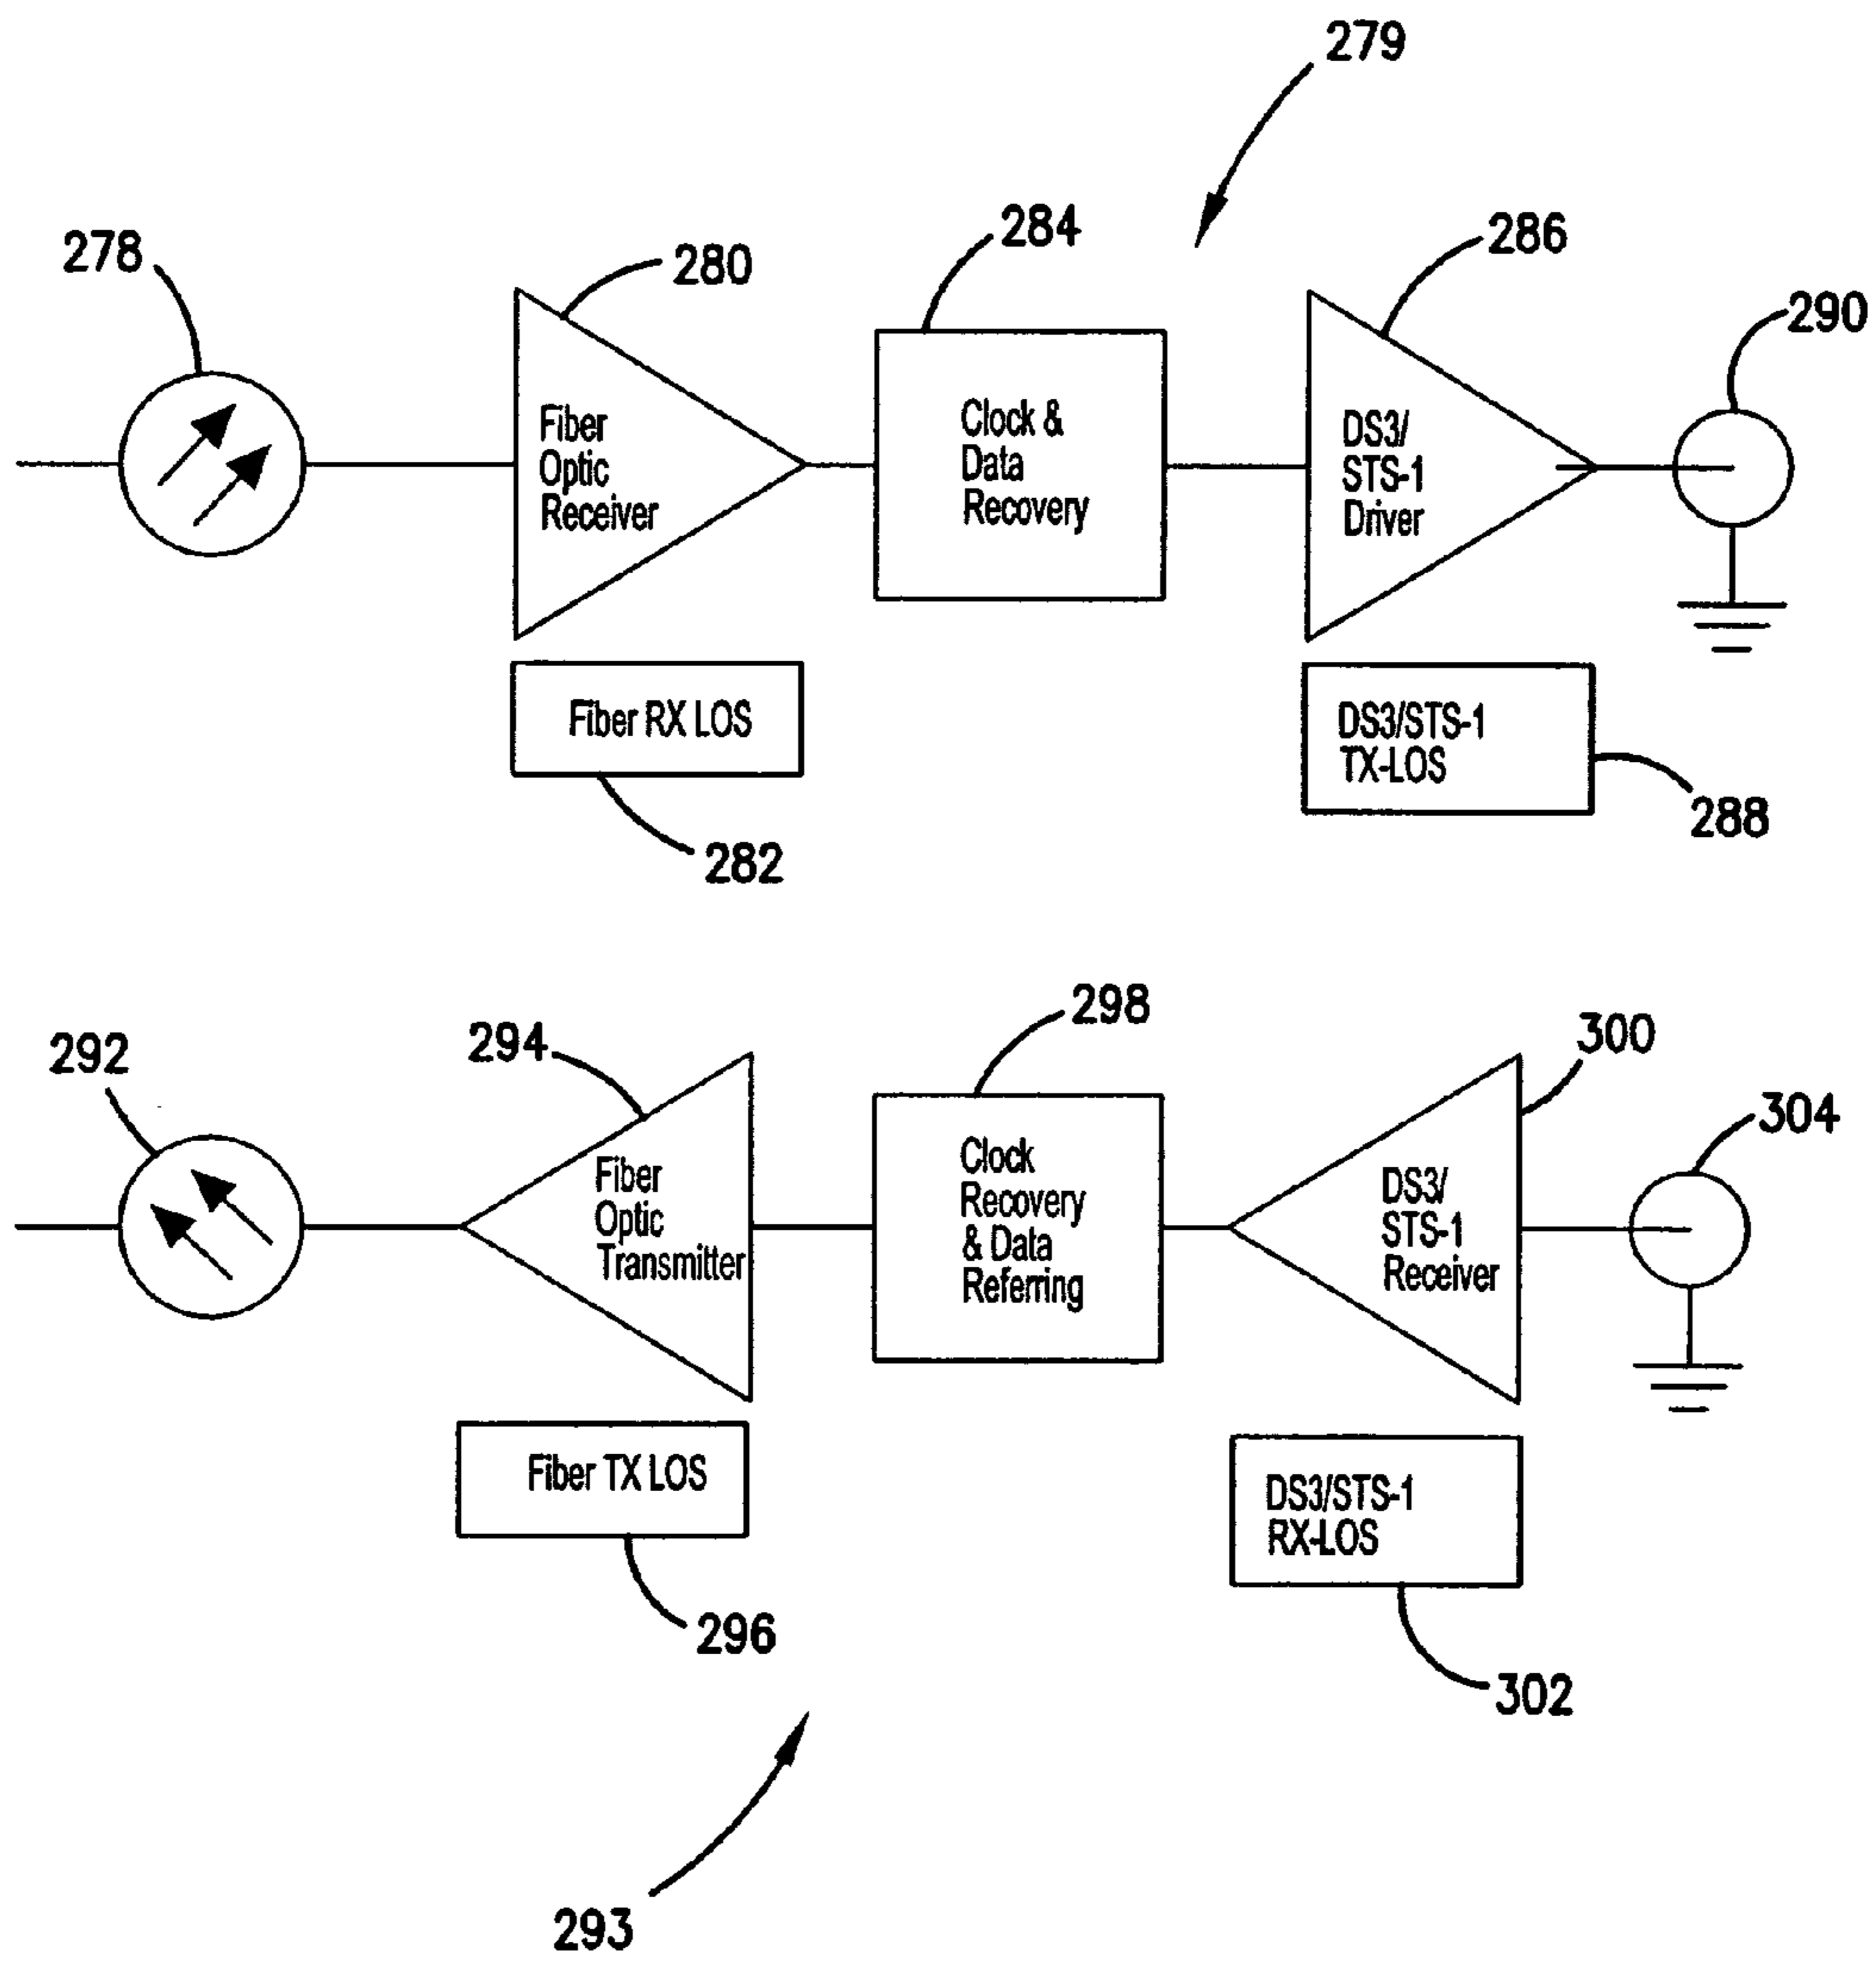 279
284
286
278
280
290
Fiber
Optic
Receiver
Clock &
Data
Recovery
DS3/
STS-1
Driver
Fiber RX LOS
DS3/STS-1
TX-LOS
288
282
298
300
292
294
304
Fiber
Optic
Transmitter
Clock
Recovery
& Data
Referring
DS3/
STS-1
Receiver
Fiber TX LOS
DS3/STS-1
RX-LOS
296
302
293